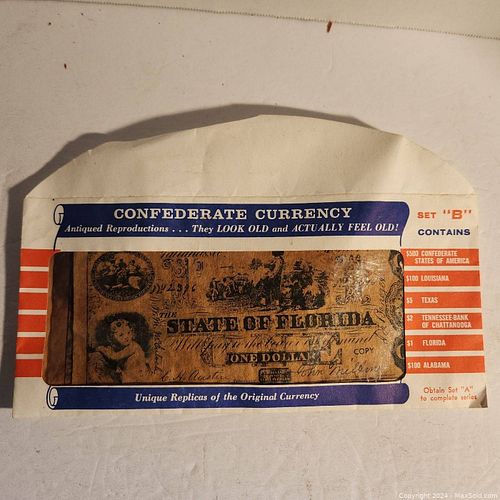 CONFEDERATE CURRENCY
Antiqued Reproductions . . . They LOOK OLD and ACTUALLY FEEL OLD!
SET "B"
CONTAINS
$500 CONFEDERATE
STATES OF AMERICA
$100 LOUISIANA
$5 TEXAS
$2 TENNESSEE-BANK
OF CHATTANOOGA
$1 FLORIDA
$100 ALABAMA
Obtain Set "A"
to complete series
THE
STATE OF FLORIDA
ONE DOLLAR
COPY
Unique Replicas of the Original Currency
Copyright 2024 - MaxSold.com